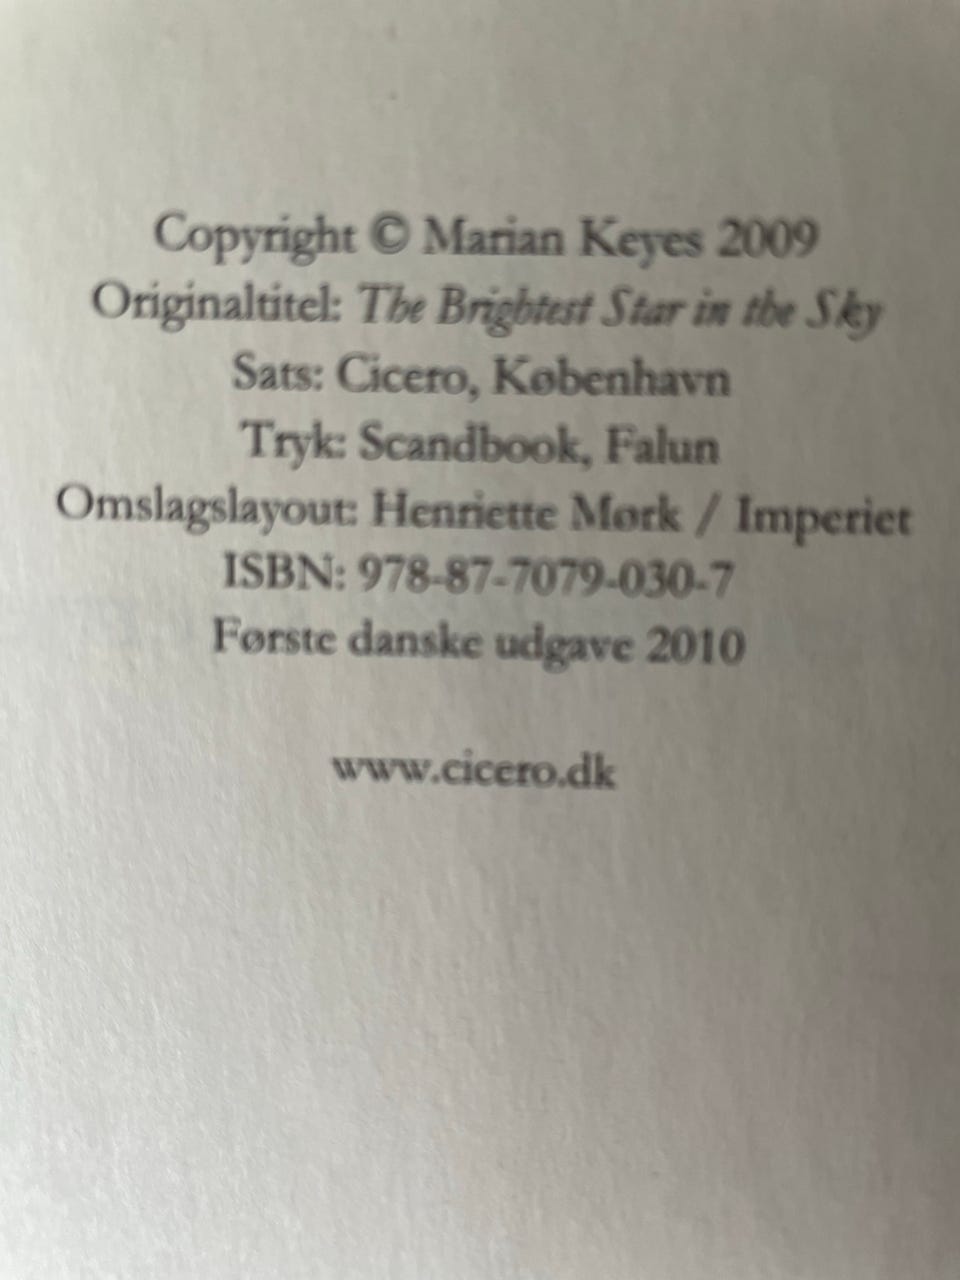 Copyright © Marian Keyes 2009
Originaltitel: The Brightest Star in the Sky
Sats: Cicero, København
Tryk: Scandbook, Falun
Omslagslayout: Henriette Mørk / Imperiet
ISBN: 978-87-7079-030-7
Første danske udgave 2010
www.cicero.dk